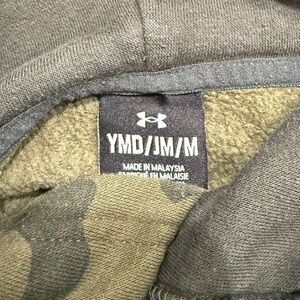 YMD/JM/M
MADE IN MALAYSIA
FABRIQUÉ EN MALAISIE